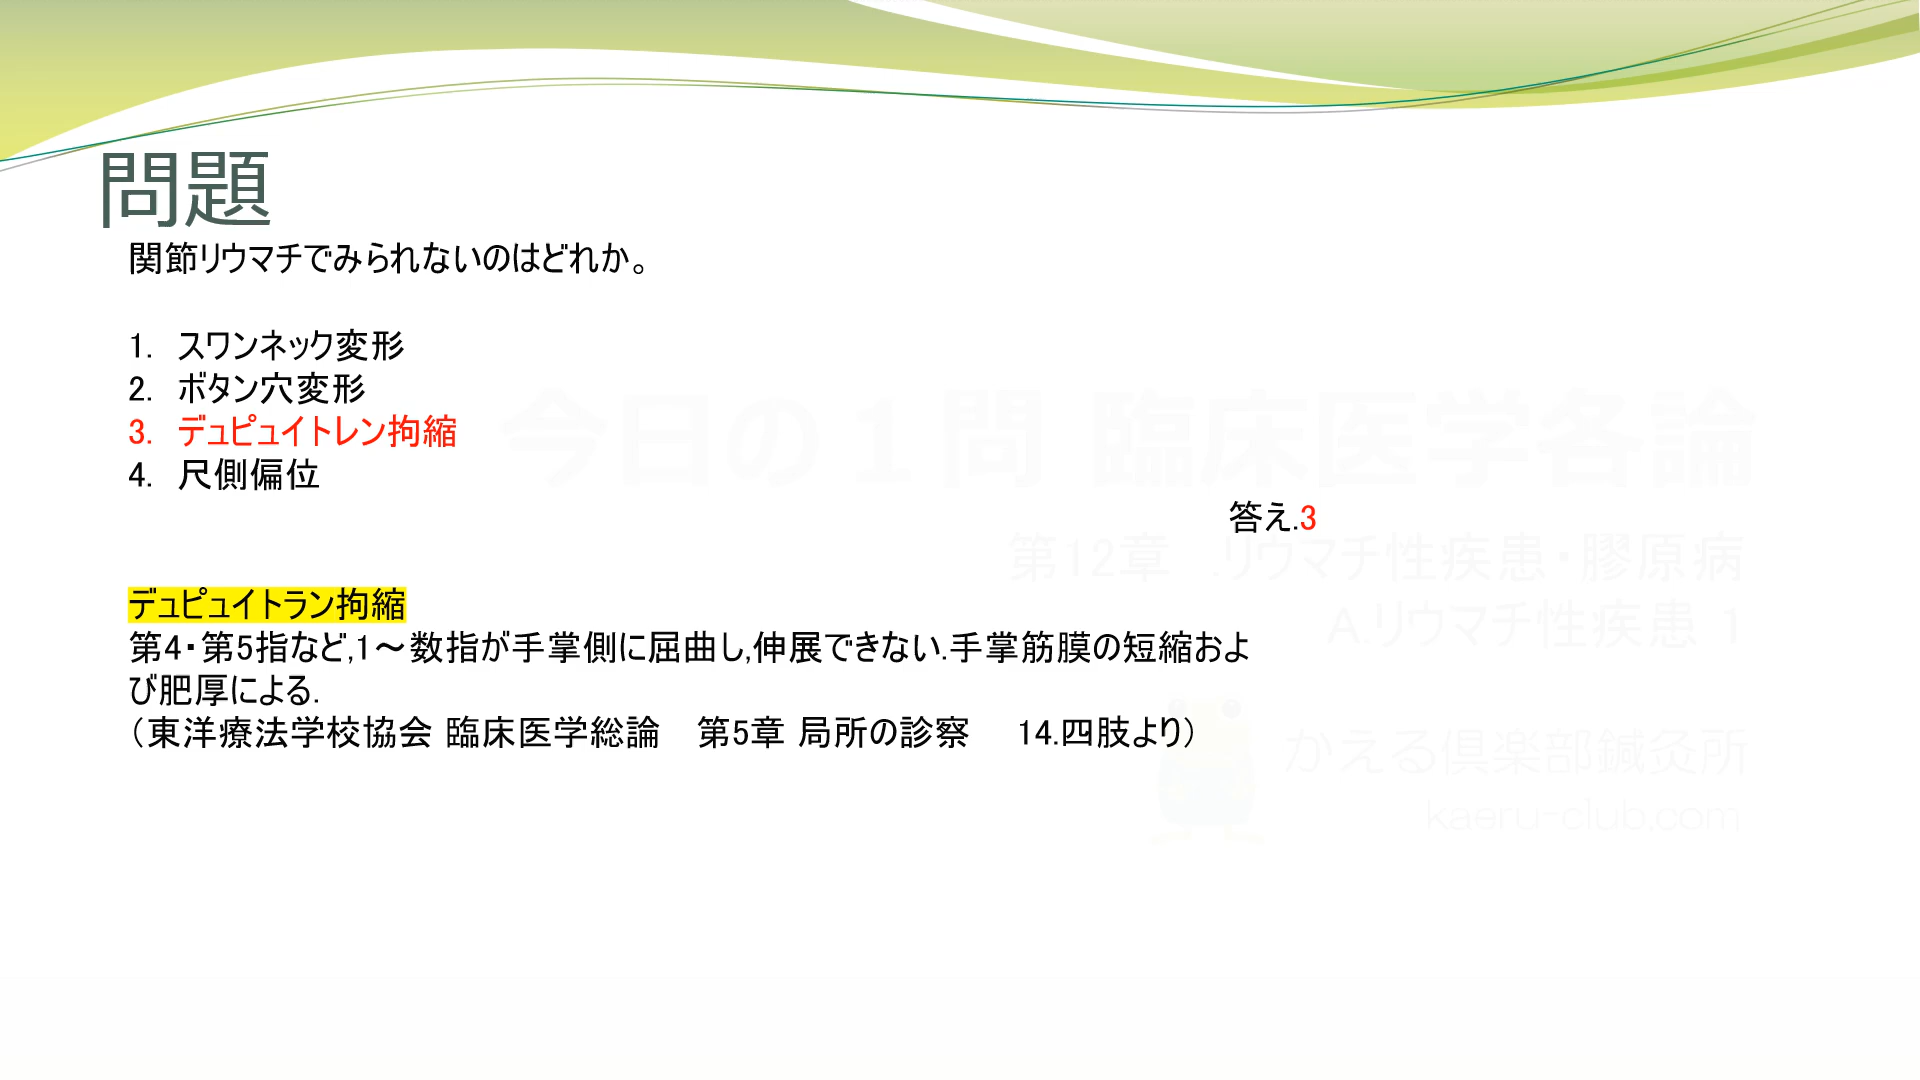 問題
関節リウマチでみられないのはどれか。
1. スワンネック変形
2. ボタン穴変形
3. デュピュイトレン拘縮
4. 尺側偏位
今日の1問 臨床医学各論
答え.3
第12章 .リウマチ性疾患・膠原病
A.リウマチ性疾患 1
デュピュイトラン拘縮
第4・第5指など,1～数指が手掌側に屈曲し,伸展できない.手掌筋膜の短縮およ
び肥厚による.
（東洋療法学校協会 臨床医学総論 第5章 局所の診察 14.四肢より）
かえる倶楽部鍼灸所
kaeru-club.com